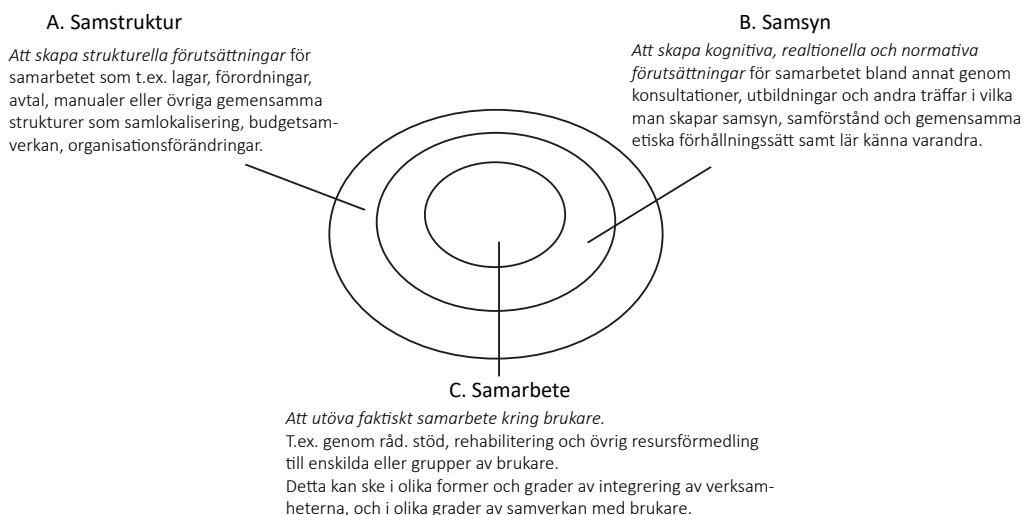 A. Samstruktur
Att skapa strukturella förutsättningar för
samarbetet som t.ex. lagar, förordningar,
avtal, manualer eller övriga gemensamma
strukturer som samlokalisering, budgetsam-
verkan, organisationsförändringar.
B. Samsyn
Att skapa kognitiva, realtionella och normativa
förutsättningar för samarbetet bland annat genom
konsultationer, utbildningar och andra träffar i vilka
man skapar samsyn, samförstånd och gemensamma
etiska förhållningssätt samt lär känna varandra.
C. Samarbete
Att utöva faktiskt samarbete kring brukare.
T.ex. genom råd. stöd, rehabilitering och övrig resursförmedling
till enskilda eller grupper av brukare.
Detta kan ske i olika former och grader av integrering av verksam-
heterna, och i olika grader av samverkan med brukare.